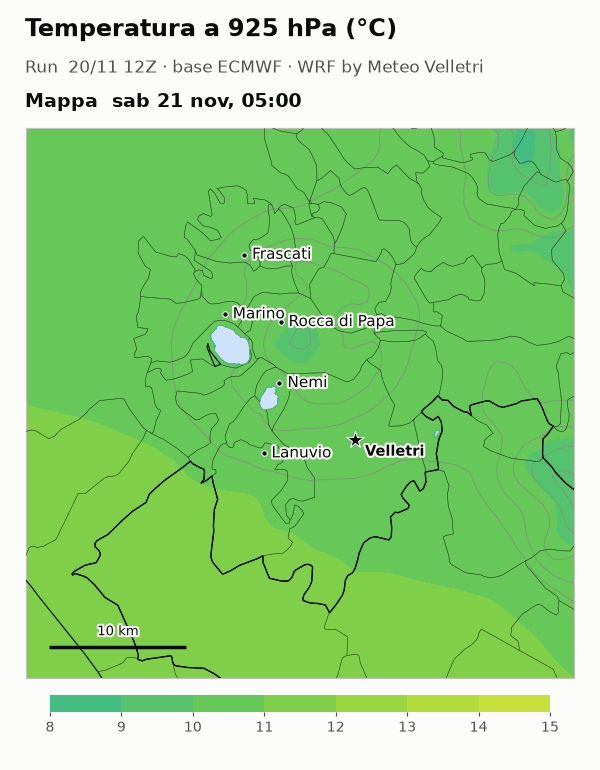 Temperatura a 925 hPa (°C)
Run  20/11 12Z · base ECMWF · WRF by Meteo Velletri
Mappa  sab 21 nov, 05:00
Frascati
Marino
Rocca di Papa
Nemi
Velletri
Lanuvio
10 km
8 9 10 11 12 13 14 15